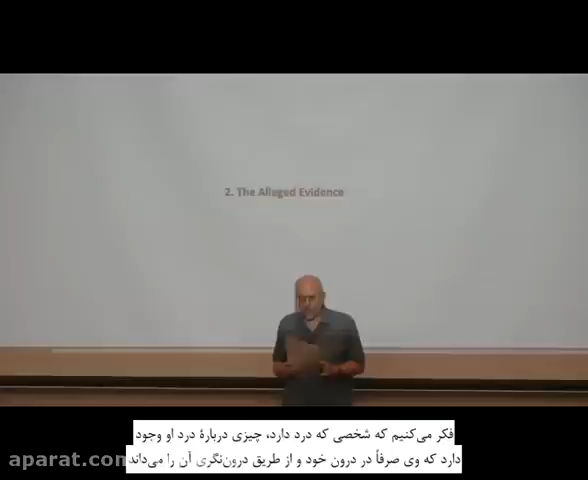 2. The Alleged Evidence
فکر می‌کنیم که شخصی که درد دارد، چیزی دربارهٔ درد او وجود
دارد که وی صرفاً در درون خود و از طریق درون‌نگری آن را می‌داند
aparat.com